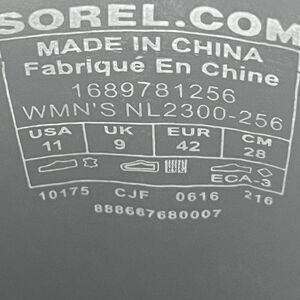 SOREL.COM
MADE IN CHINA
Fabriqué En Chine
1689781256
WMN'S NL2300-256
USA UK EUR CM
11 9 42 28
ECA-3
10175 CJF 0616 216
888667680007